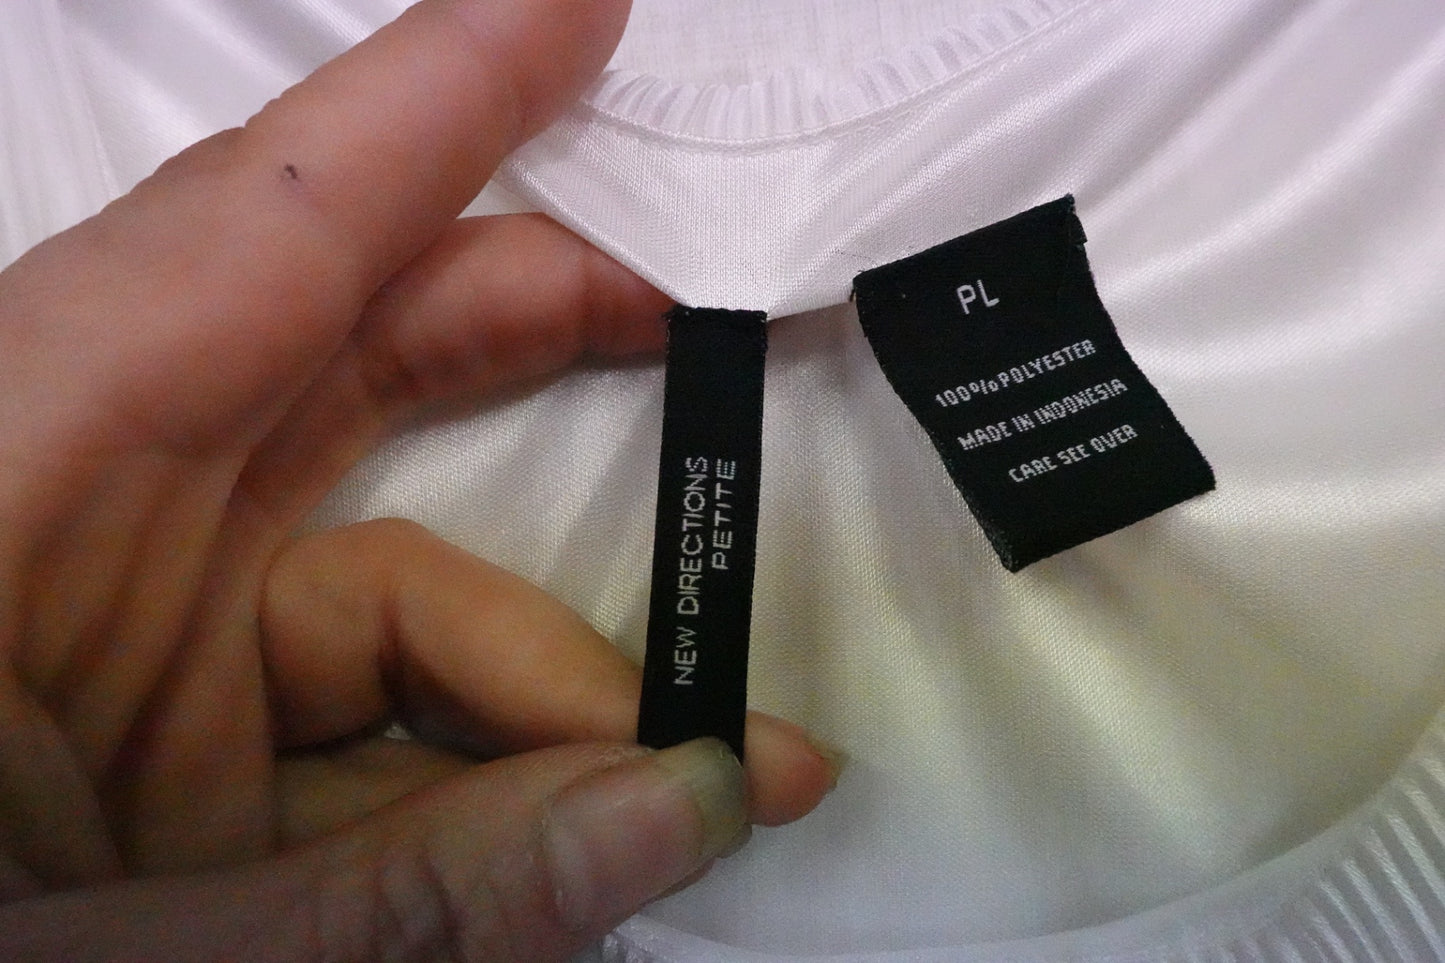 NEW DIRECTIONS
PETITE
PL
100% POLYESTER
MADE IN INDONESIA
CARE SEE OVER